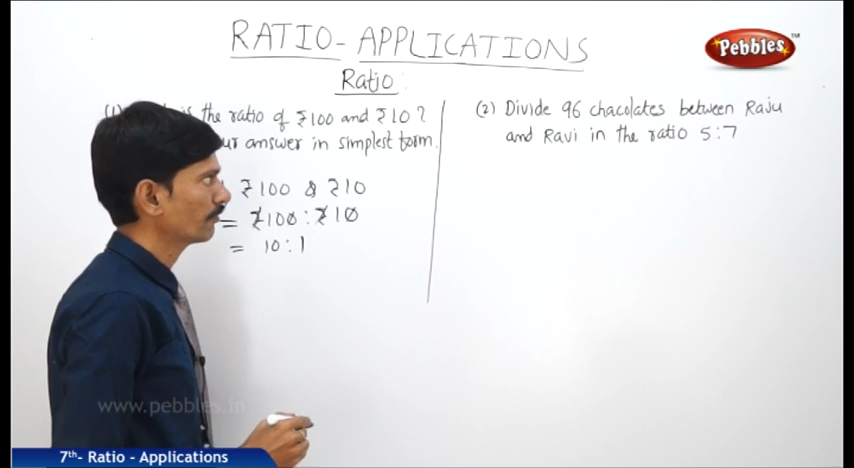 RATIO - APPLICATIONS
Ratio:
Pebbles™
(1) is the ratio of ₹100 and ₹10?
answer in simplest form.
₹100 & ₹10
= ₹100 : ₹10
= 10 : 1
(2) Divide 96 chacolates between Raju
and Ravi in the ratio 5:7
www.pebbles.in
7th- Ratio - Applications